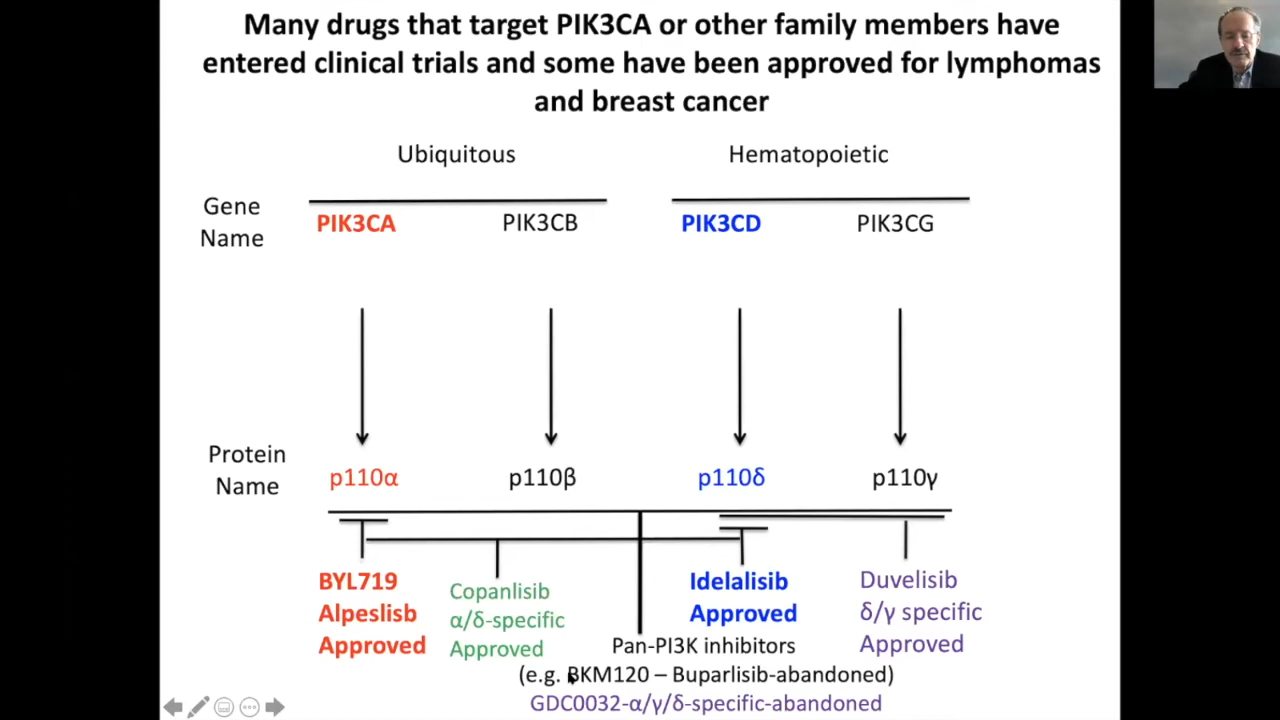 Many drugs that target PIK3CA or other family members have
entered clinical trials and some have been approved for lymphomas
and breast cancer
Ubiquitous
Hematopoietic
Gene
Name
PIK3CA
PIK3CB
PIK3CD
PIK3CG
Protein
Name
p110α
p110β
p110δ
p110γ
BYL719
Alpeslisb
Approved
Copanlisib
α/δ-specific
Approved
Idelalisib
Approved
Duvelisib
δ/γ specific
Approved
Pan-PI3K inhibitors
(e.g. BKM120 – Buparlisib-abandoned)
GDC0032-α/γ/δ-specific-abandoned